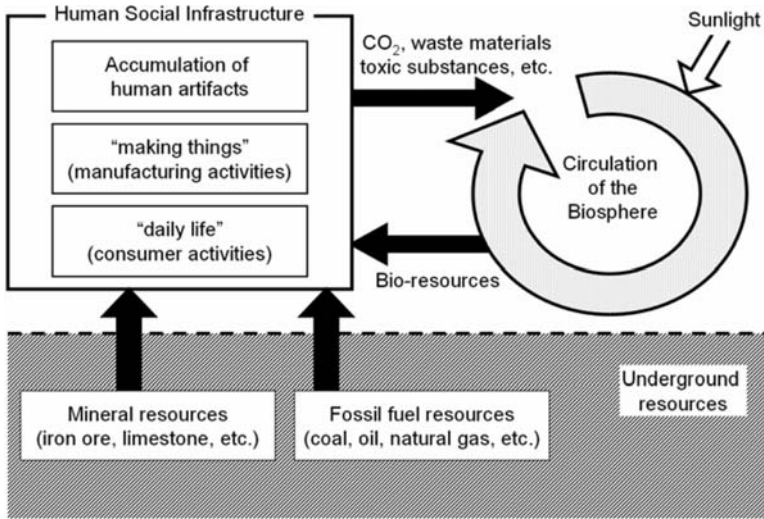 Human Social Infrastructure
Accumulation of
human artifacts
“making things”
(manufacturing activities)
“daily life”
(consumer activities)
CO₂, waste materials
toxic substances, etc.
Sunlight
Circulation
of the
Biosphere
Bio-resources
Mineral resources
(iron ore, limestone, etc.)
Fossil fuel resources
(coal, oil, natural gas, etc.)
Underground
resources